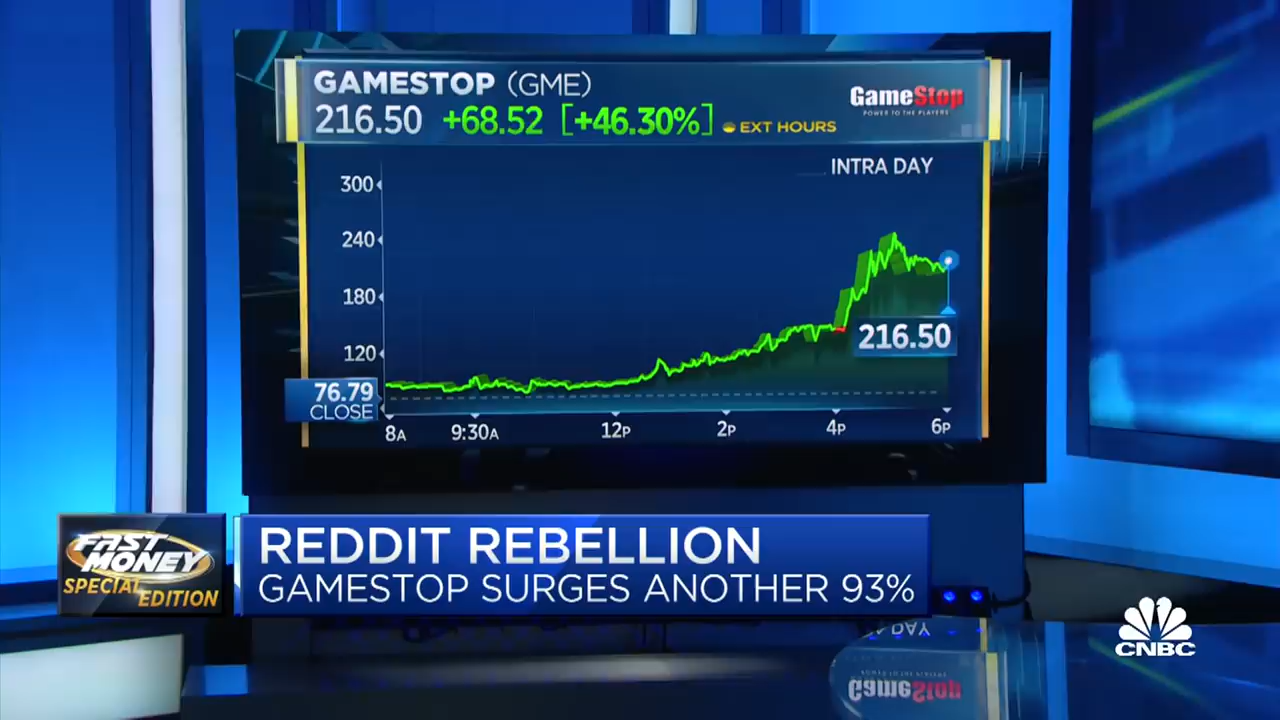 GAMESTOP (GME)
216.50 +68.52 [+46.30%] EXT HOURS
GameStop
POWER TO THE PLAYERS
INTRA DAY
300
240
180
120
76.79
CLOSE
216.50
8A 9:30A 12P 2P 4P 6P
FAST MONEY
SPECIAL EDITION
REDDIT REBELLION
GAMESTOP SURGES ANOTHER 93%
CNBC
DAY
GameStop